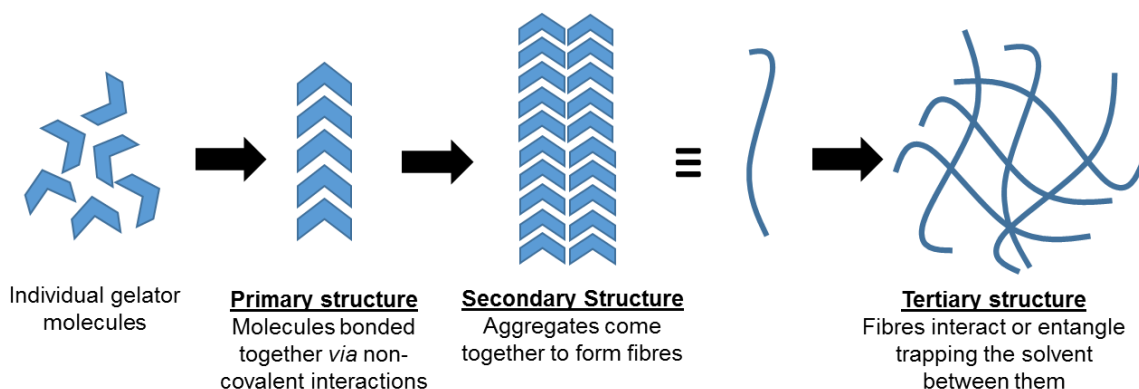 Individual gelator
molecules
Primary structure
Molecules bonded
together via non-
covalent interactions
Secondary Structure
Aggregates come
together to form fibres
Tertiary structure
Fibres interact or entangle
trapping the solvent
between them